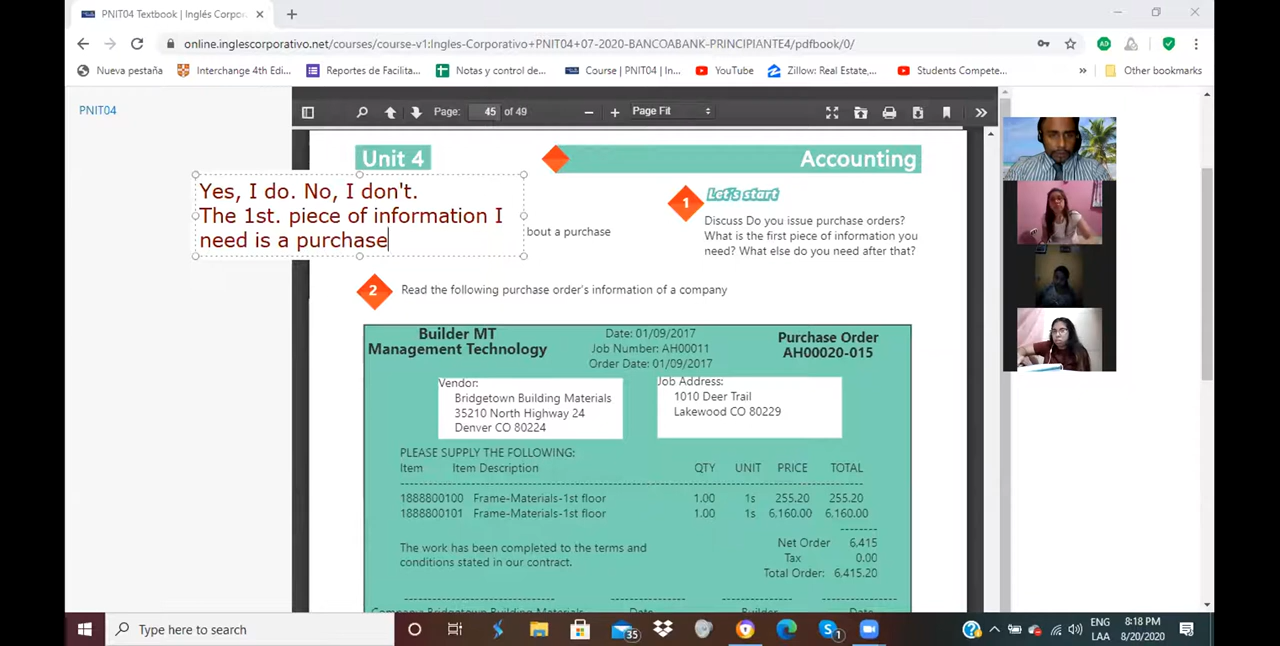 PNIT04 Textbook | Inglés Corpor
online.inglescorporativo.net/courses/course-v1:Ingles-Corporativo+PNIT04+07-2020-BANCOABANK-PRINCIPIANTE4/pdfbook/0/
Nueva pestaña
Interchange 4th Edi...
Reportes de Facilita...
Notas y control de...
Course | PNIT04 | In...
YouTube
Zillow: Real Estate,...
Students Compete...
Other bookmarks
PNIT04
Page: 45 of 49
Page Fit
Unit 4
Accounting
Yes, I do. No, I don't.
The 1st. piece of information I
need is a purchase
bout a purchase
1
Let's start
Discuss Do you issue purchase orders?
What is the first piece of information you
need? What else do you need after that?
2
Read the following purchase order's information of a company
Builder MT
Management Technology
Date: 01/09/2017
Job Number: AH00011
Order Date: 01/09/2017
Purchase Order
AH00020-015
Vendor:
Bridgetown Building Materials
35210 North Highway 24
Denver CO 80224
Job Address:
1010 Deer Trail
Lakewood CO 80229
PLEASE SUPPLY THE FOLLOWING:
Item Item Description QTY UNIT PRICE TOTAL
1888800100 Frame-Materials-1st floor 1.00 1s 255.20 255.20
1888800101 Frame-Materials-1st floor 1.00 1s 6,160.00 6,160.00
Net Order 6.415
Tax 0.00
Total Order: 6,415.20
The work has been completed to the terms and
conditions stated in our contract.
Company Bridgetown Building Materials Date Builder Date
Type here to search
35
1
ENG
LAA
8:18 PM
8/20/2020